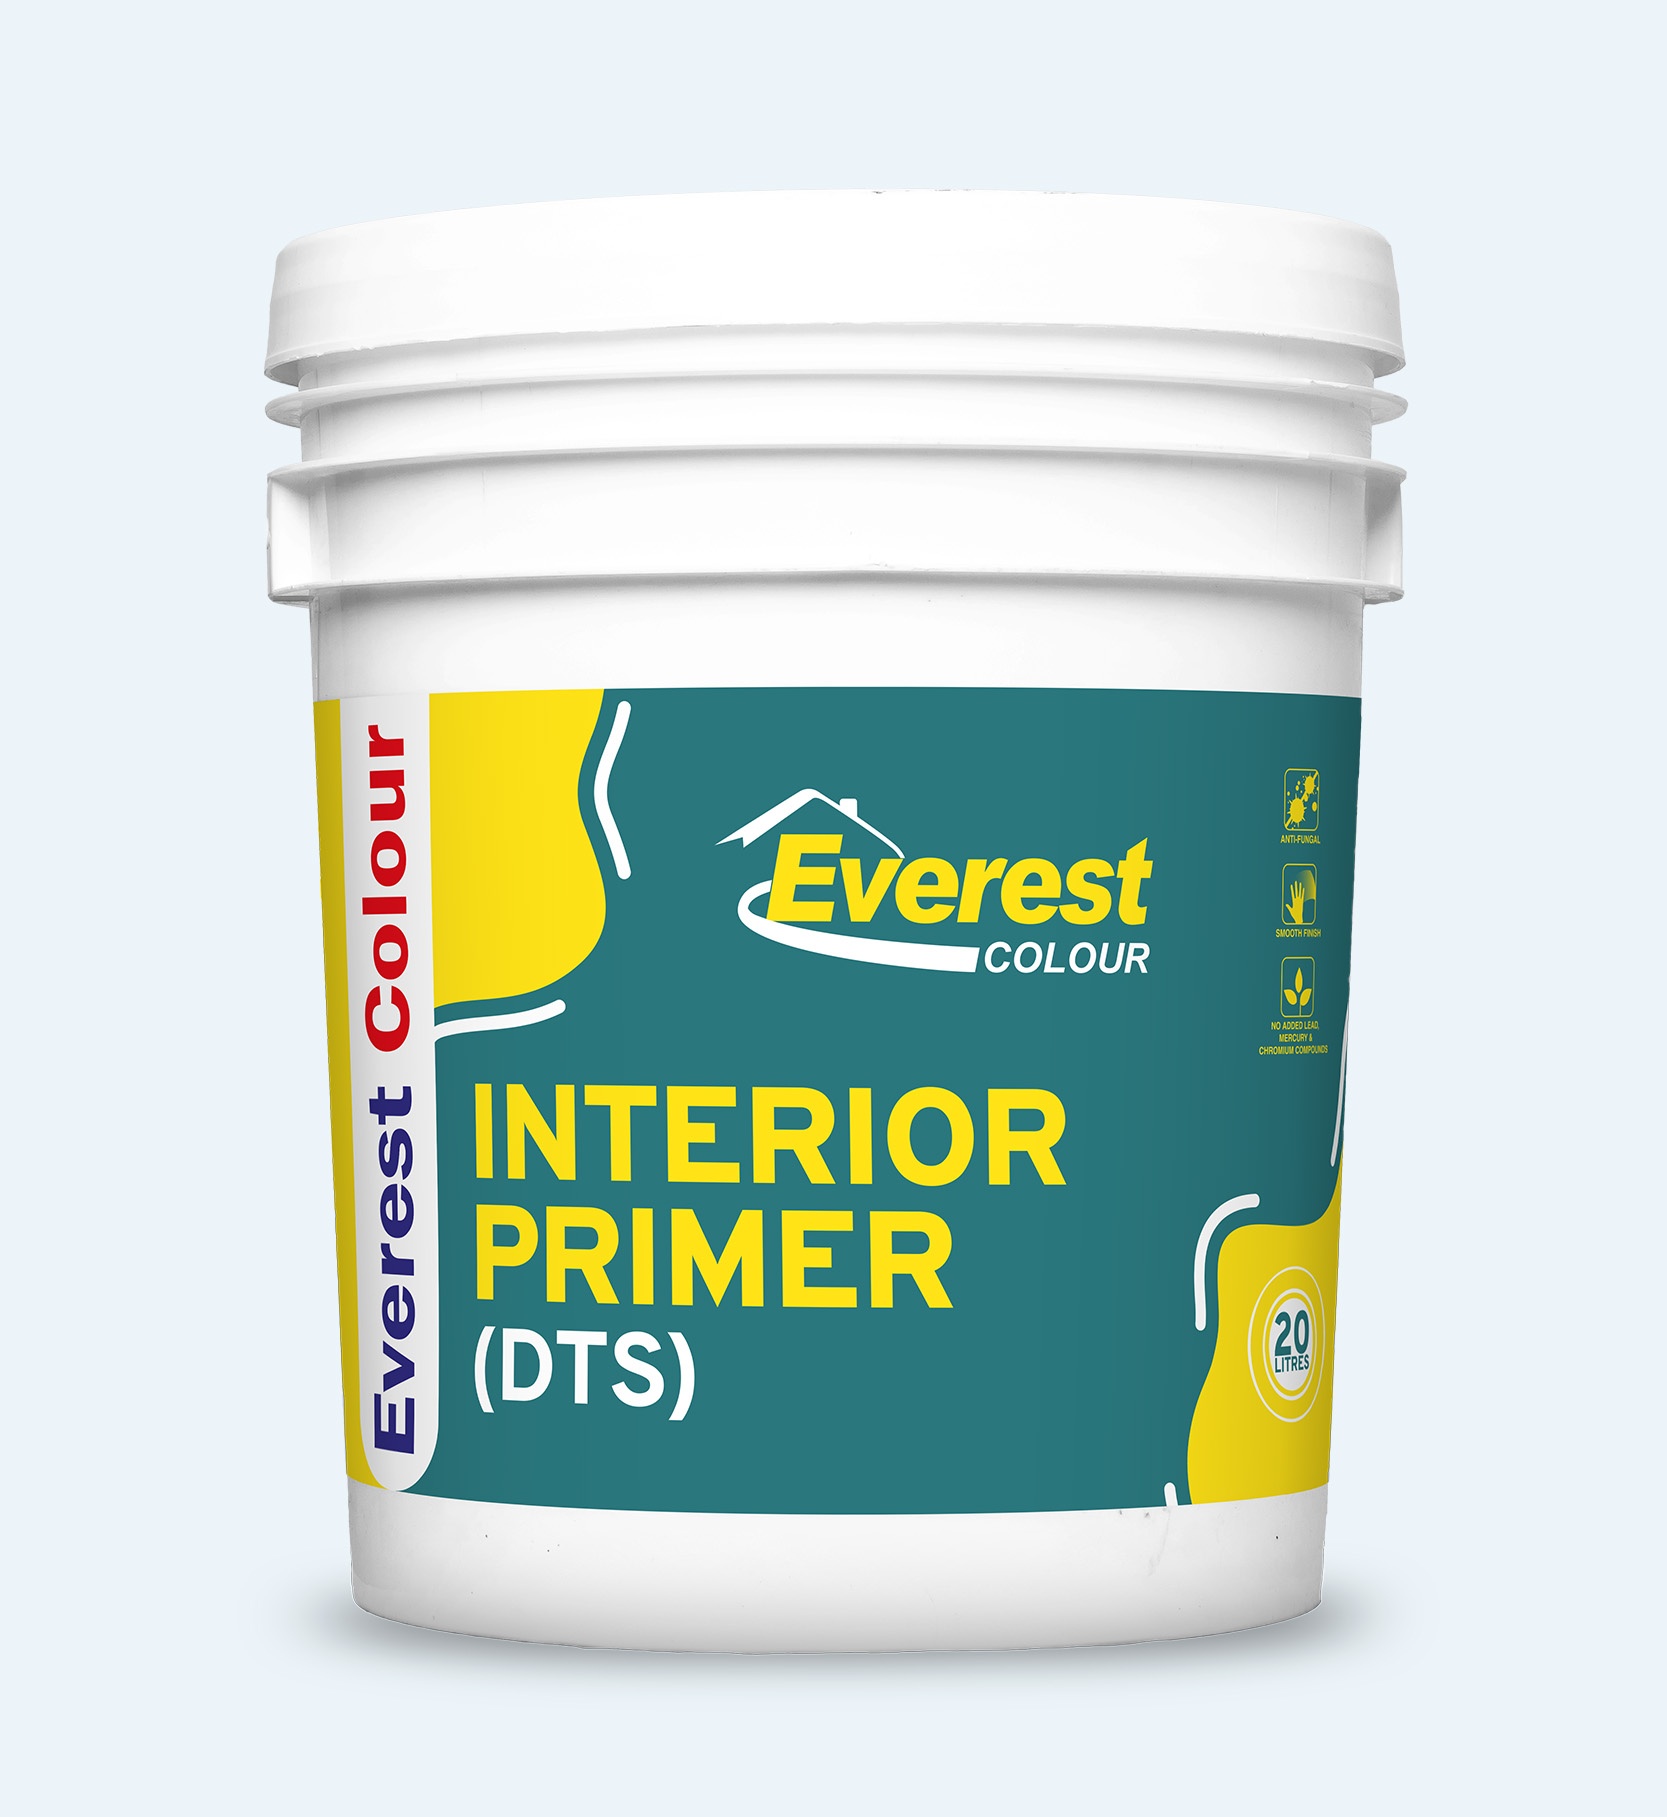 Everest Colour
Everest
COLOUR
ANTI-FUNGAL
SMOOTH FINISH
NO ADDED LEAD,
MERCURY &
CHROMIUM COMPOUNDS
INTERIOR
PRIMER
(DTS)
20
LITRES